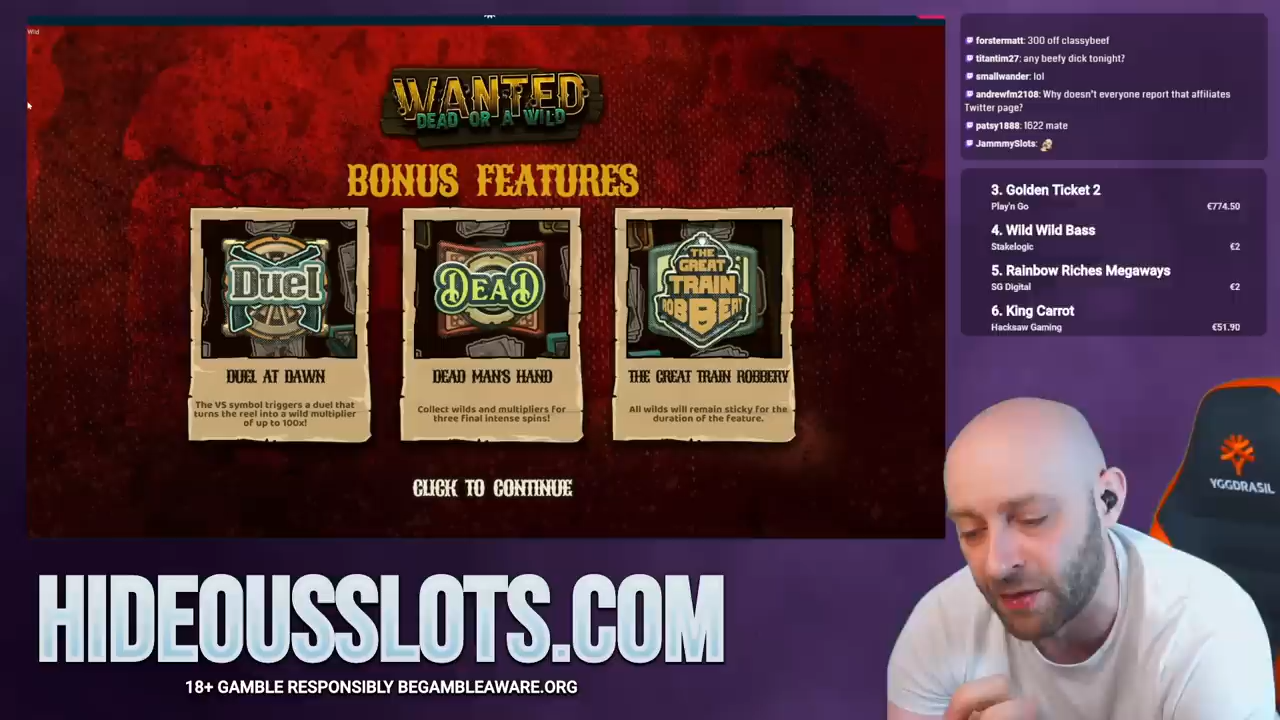 Wild
WANTED
DEAD OR A WILD
BONUS FEATURES
Duel
DEAD
THE
GREAT
TRAIN
ROBBERY
DUEL AT DAWN
DEAD MAN'S HAND
THE GREAT TRAIN ROBBERY
The VS symbol triggers a duel that
turns the reel into a wild multiplier
of up to 100x!
Collect wilds and multipliers for
three final intense spins!
All wilds will remain sticky for the
duration of the feature.
CLICK TO CONTINUE
forstermatt: 300 off classybeef
titantim27: any beefy dick tonight?
smallwander: lol
andrewfm2108: Why doesn't everyone report that affiliates
Twitter page?
patsy1888: 1622 mate
JammmySlots:
3. Golden Ticket 2
Play'n Go €774.50
4. Wild Wild Bass
Stakelogic €2
5. Rainbow Riches Megaways
SG Digital €2
6. King Carrot
Hacksaw Gaming €51.90
YGGDRASIL
HIDEOUSSLOTS.COM
18+ GAMBLE RESPONSIBLY BEGAMBLEAWARE.ORG